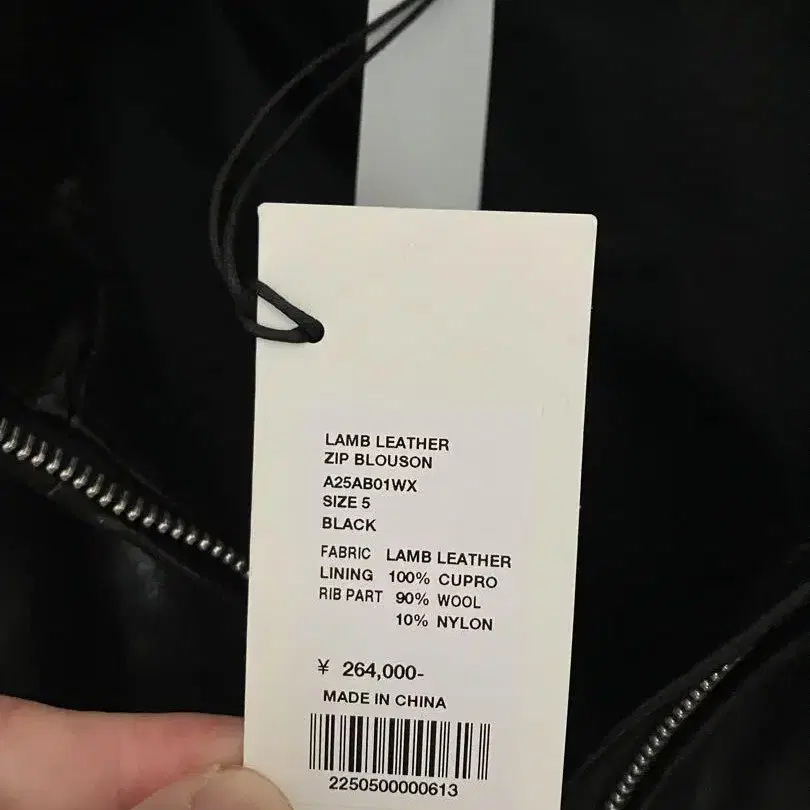 LAMB LEATHER
ZIP BLOUSON
A25AB01WX
SIZE 5
BLACK
FABRIC LAMB LEATHER
LINING 100% CUPRO
RIB PART 90% WOOL
10% NYLON
¥ 264,000-
MADE IN CHINA
2250500000613